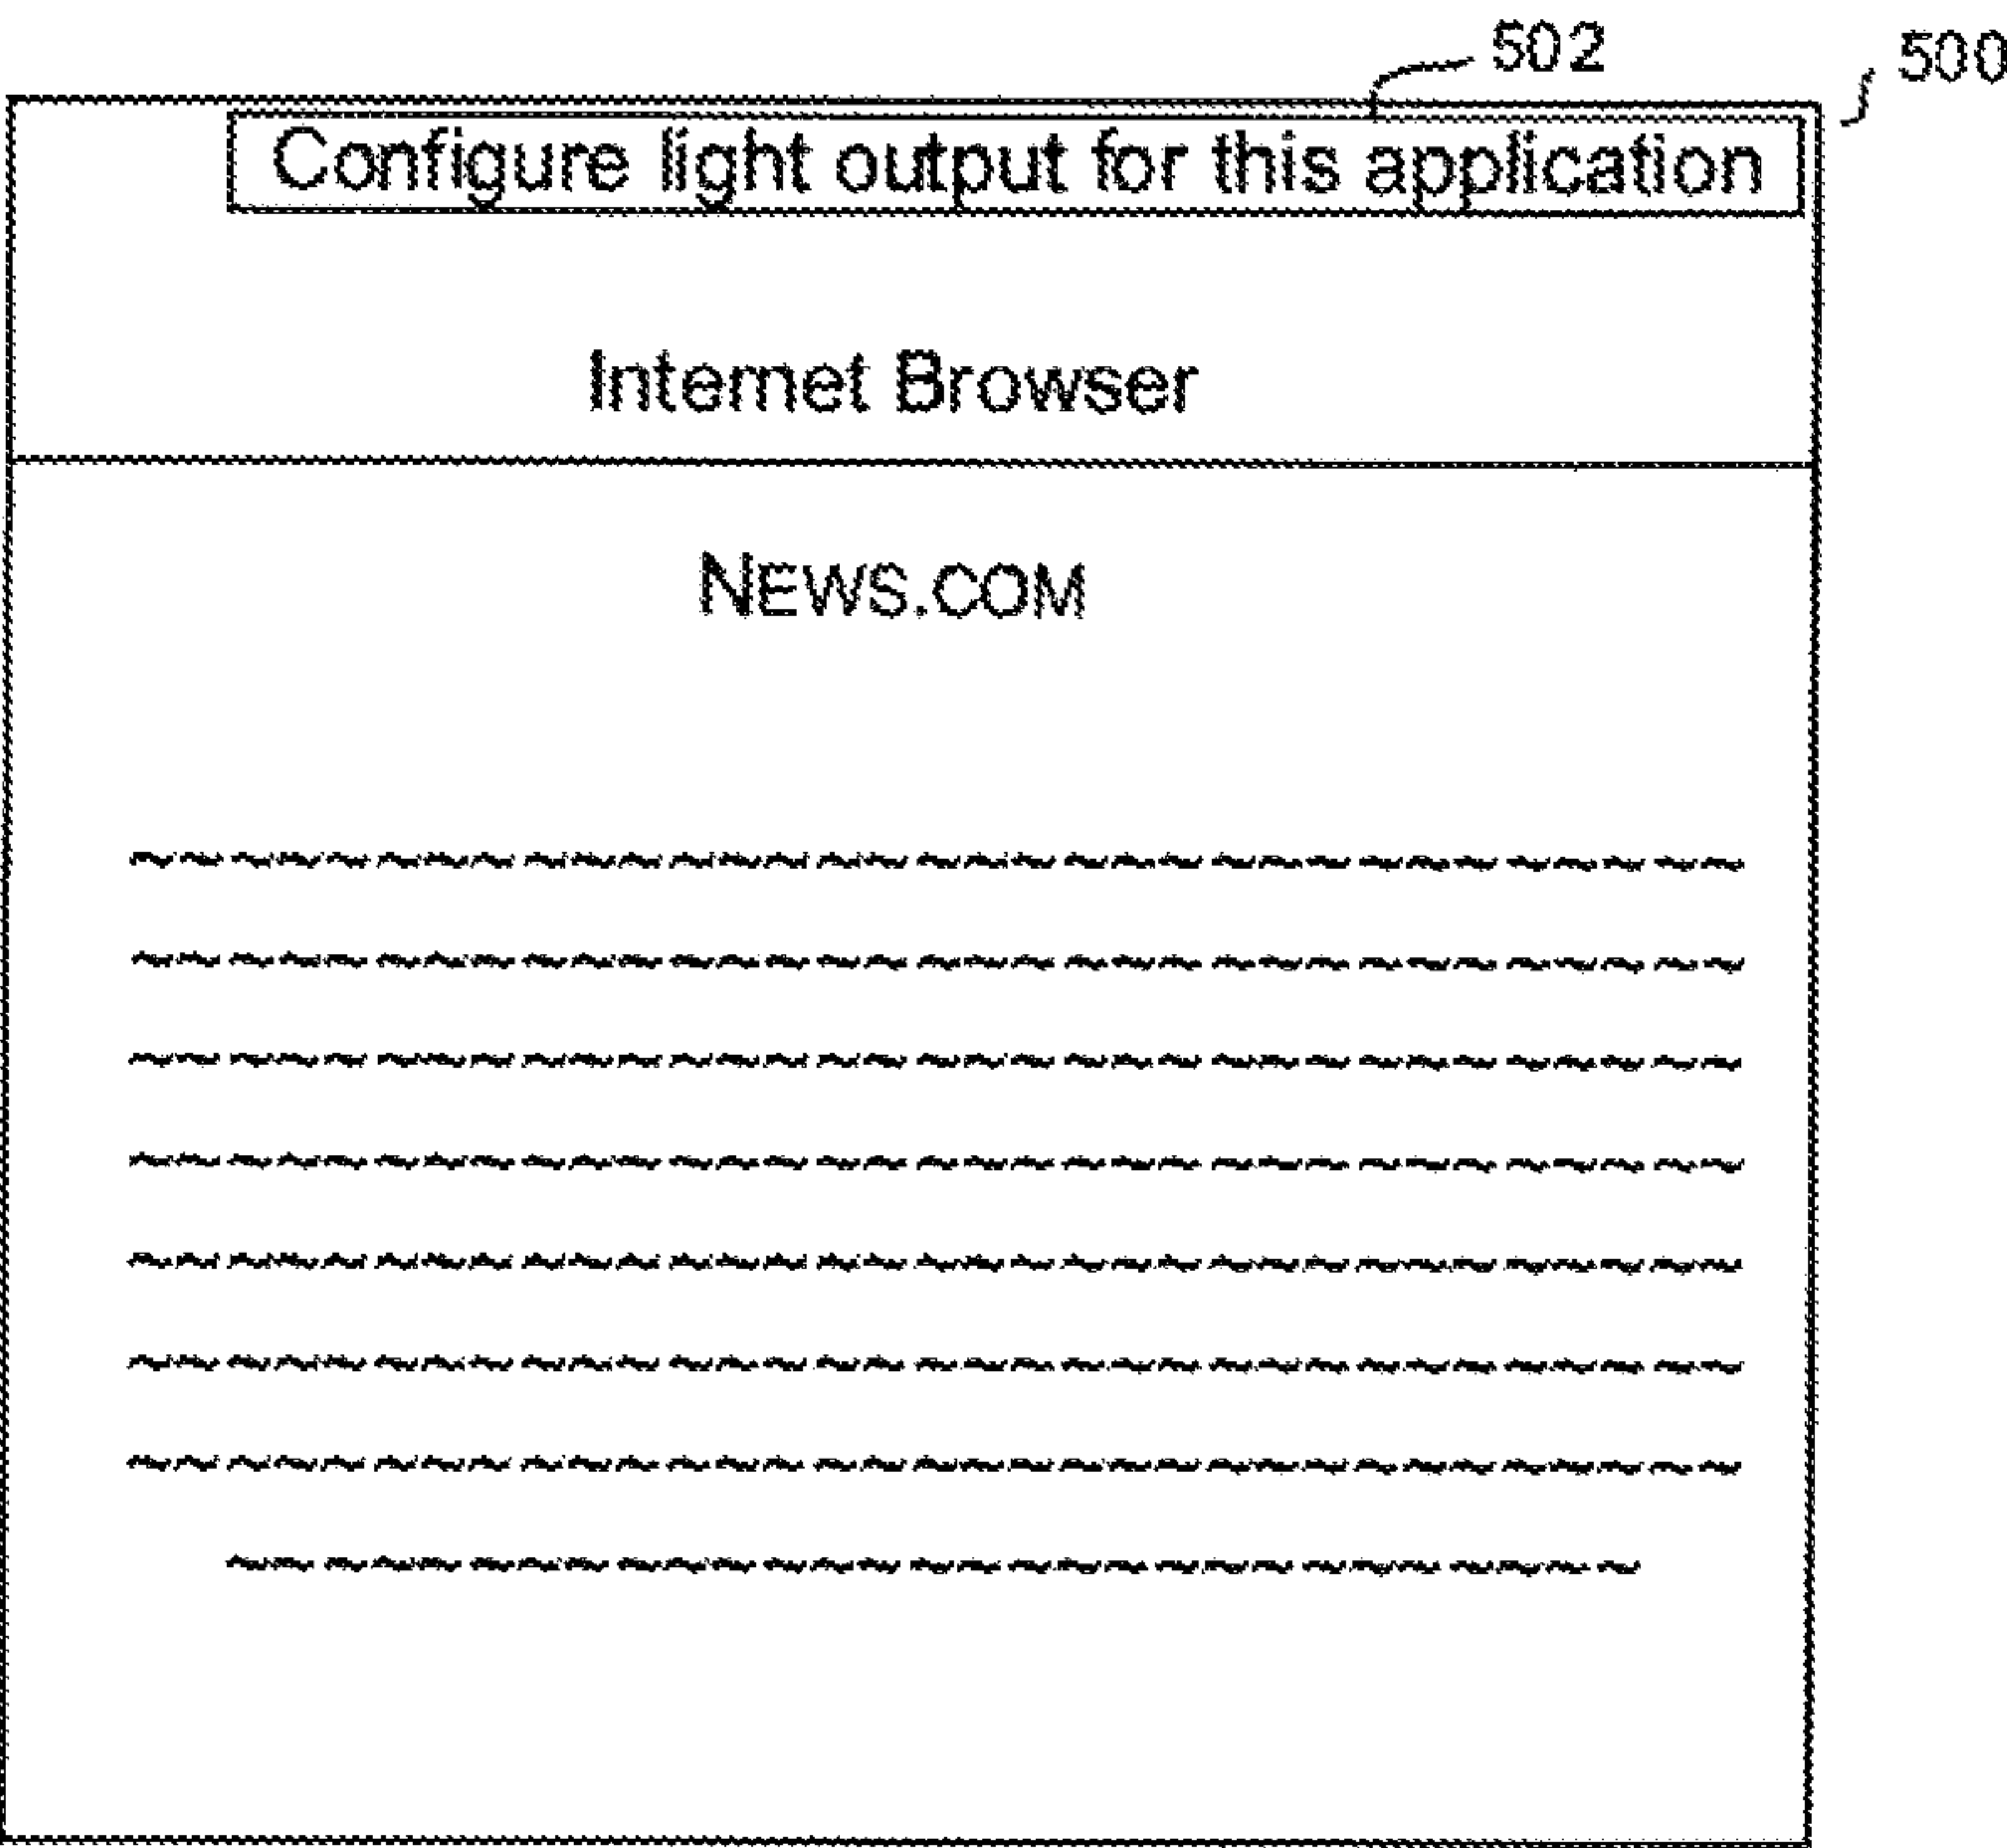 502
500
Configure light output for this application
Internet Browser
NEWS.COM